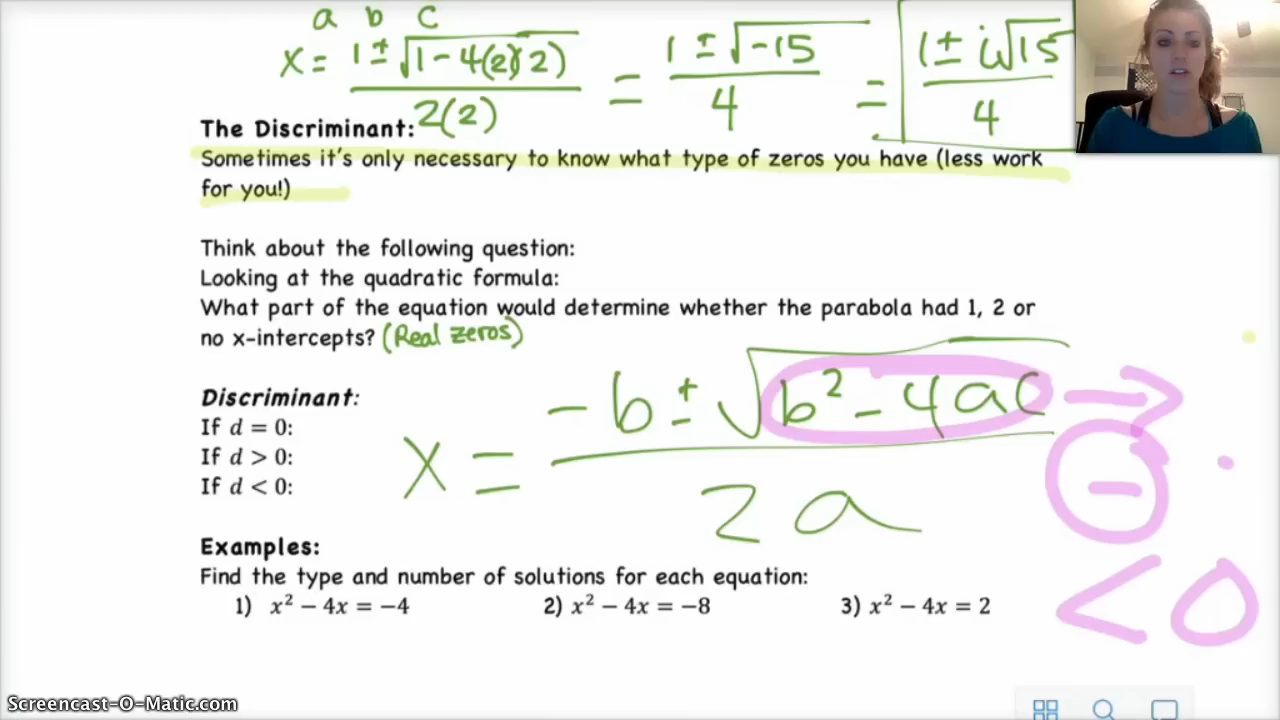 a b c
x = 1 ± √1 - 4(2)(2) / 2(2) = 1 ± √-15 / 4 = 1 ± i√15 / 4
The Discriminant:
Sometimes it's only necessary to know what type of zeros you have (less work
for you!)
Think about the following question:
Looking at the quadratic formula:
What part of the equation would determine whether the parabola had 1, 2 or
no x-intercepts? (Real zeros)
x = -b ± √b² - 4ac / 2a → - < 0
Discriminant:
If d = 0:
If d > 0:
If d < 0:
Examples:
Find the type and number of solutions for each equation:
1) x² − 4x = −4 2) x² − 4x = −8 3) x² − 4x = 2
Screencast-O-Matic.com